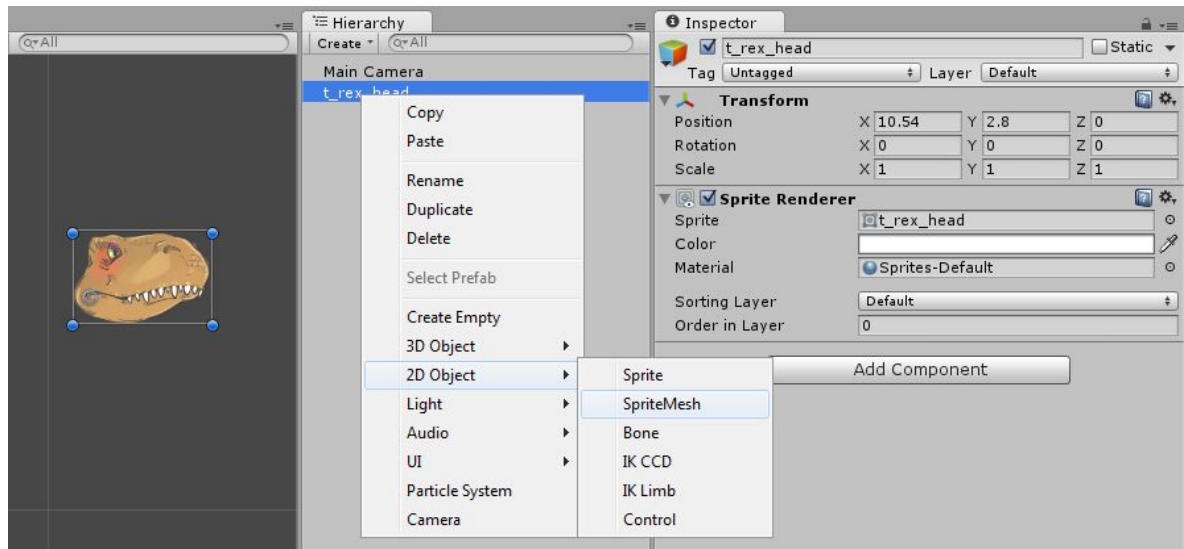 All
Hierarchy
Create
All
Main Camera
t_rex_head
Copy
Paste
Rename
Duplicate
Delete
Select Prefab
Create Empty
3D Object
2D Object
Light
Audio
UI
Particle System
Camera
Sprite
SpriteMesh
Bone
IK CCD
IK Limb
Control
Inspector
t_rex_head Static
Tag Untagged Layer Default
Transform
Position X 10.54 Y 2.8 Z 0
Rotation X 0 Y 0 Z 0
Scale X 1 Y 1 Z 1
Sprite Renderer
Sprite t_rex_head
Color
Material Sprites-Default
Sorting Layer Default
Order in Layer 0
Add Component